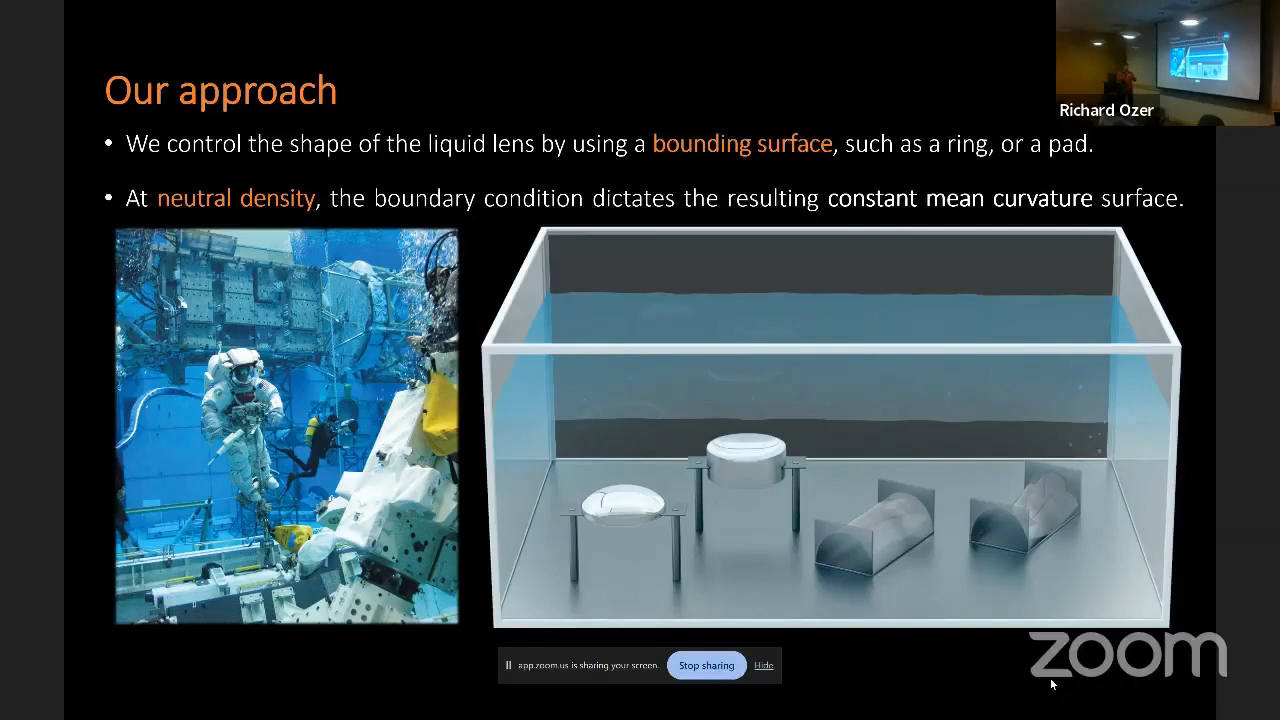 Our approach
Richard Ozer
• We control the shape of the liquid lens by using a bounding surface, such as a ring, or a pad.
• At neutral density, the boundary condition dictates the resulting constant mean curvature surface.
zoom
app.zoom.us is sharing your screen.
Stop sharing
Hide